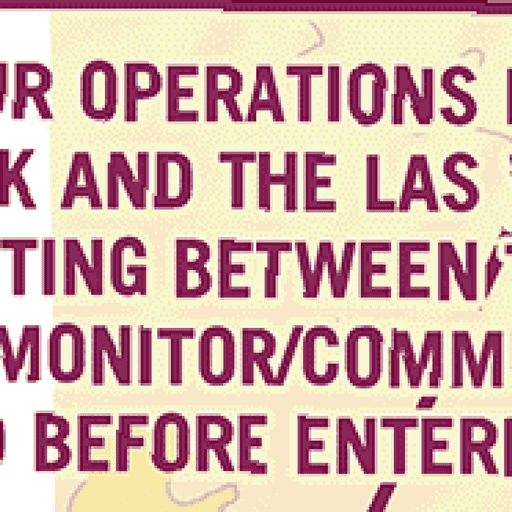 UR OPERATIONS
K AND THE LAS
TING BETWEEN
MONITOR/COMM
BEFORE ENTER